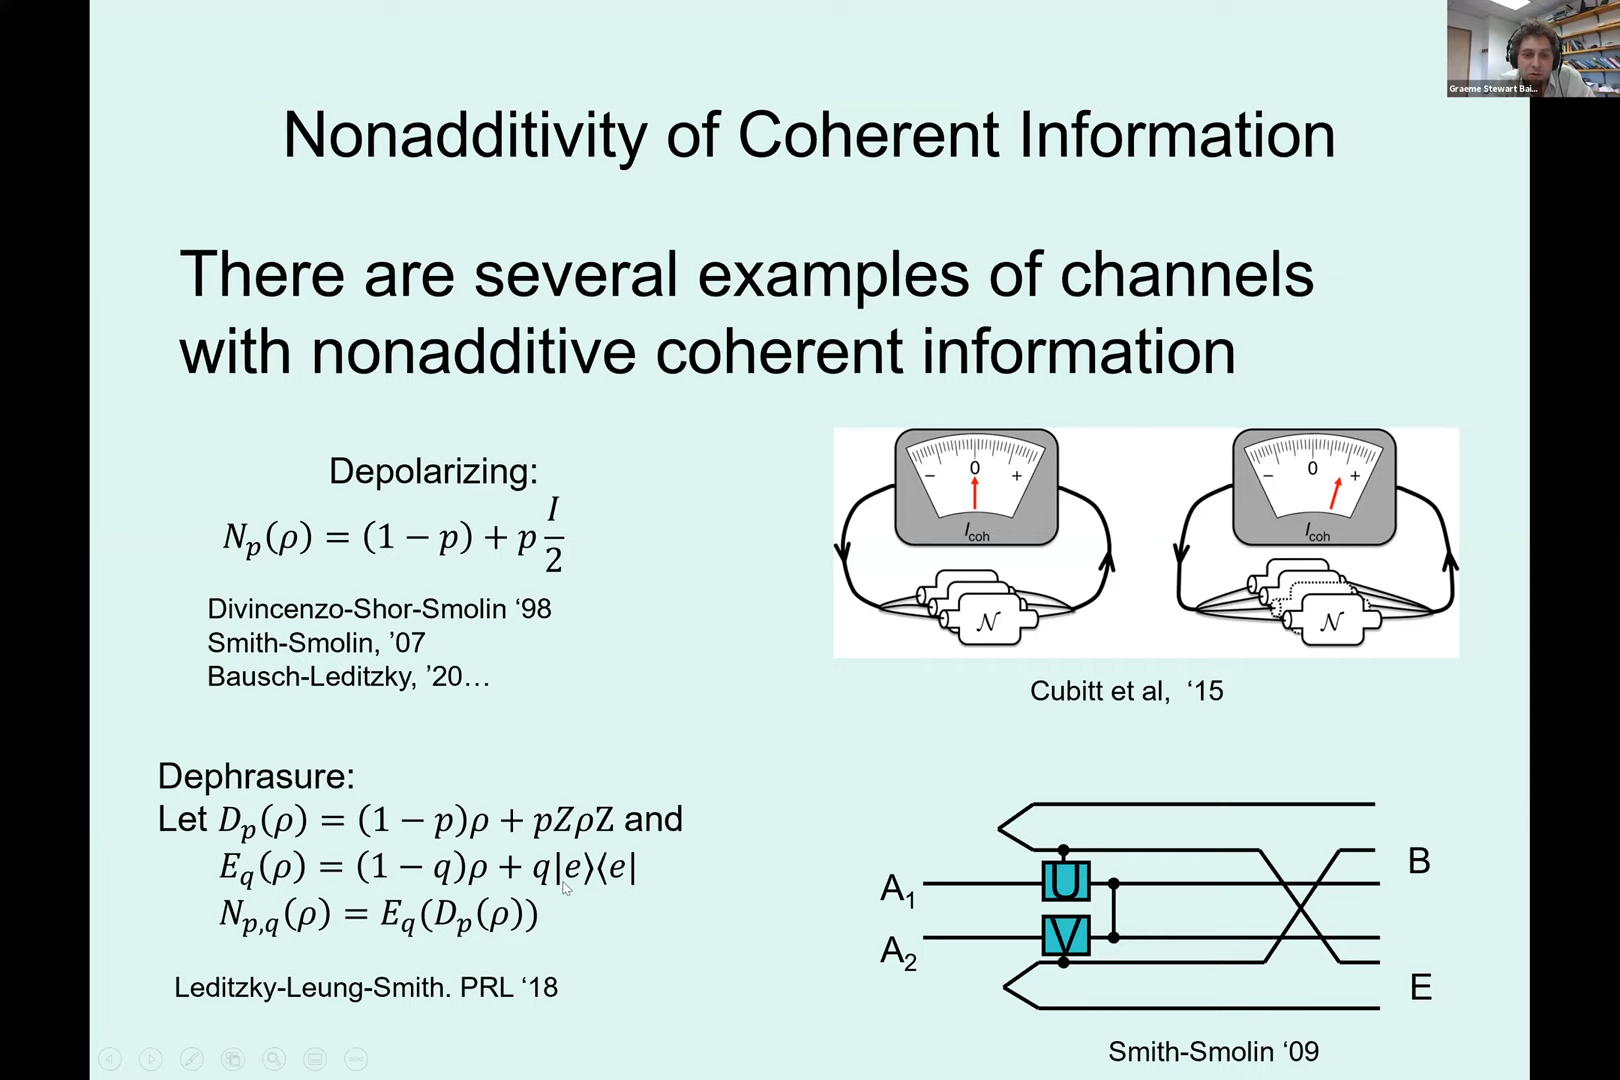 Graeme Stewart Bai...
Nonadditivity of Coherent Information
There are several examples of channels
with nonadditive coherent information
Depolarizing:
N_p(ρ) = (1 − p) + p I/2
Divincenzo-Shor-Smolin ‘98
Smith-Smolin, ’07
Bausch-Leditzky, ’20…
− 0 +
I_coh
𝒩
− 0 +
I_coh
𝒩
Cubitt et al, ‘15
Dephrasure:
Let D_p(ρ) = (1 − p)ρ + pZρZ and
E_q(ρ) = (1 − q)ρ + q|e⟩⟨e|
N_{p,q}(ρ) = E_q(D_p(ρ))
Leditzky-Leung-Smith. PRL ‘18
A₁
A₂
U
V
B
E
Smith-Smolin ‘09